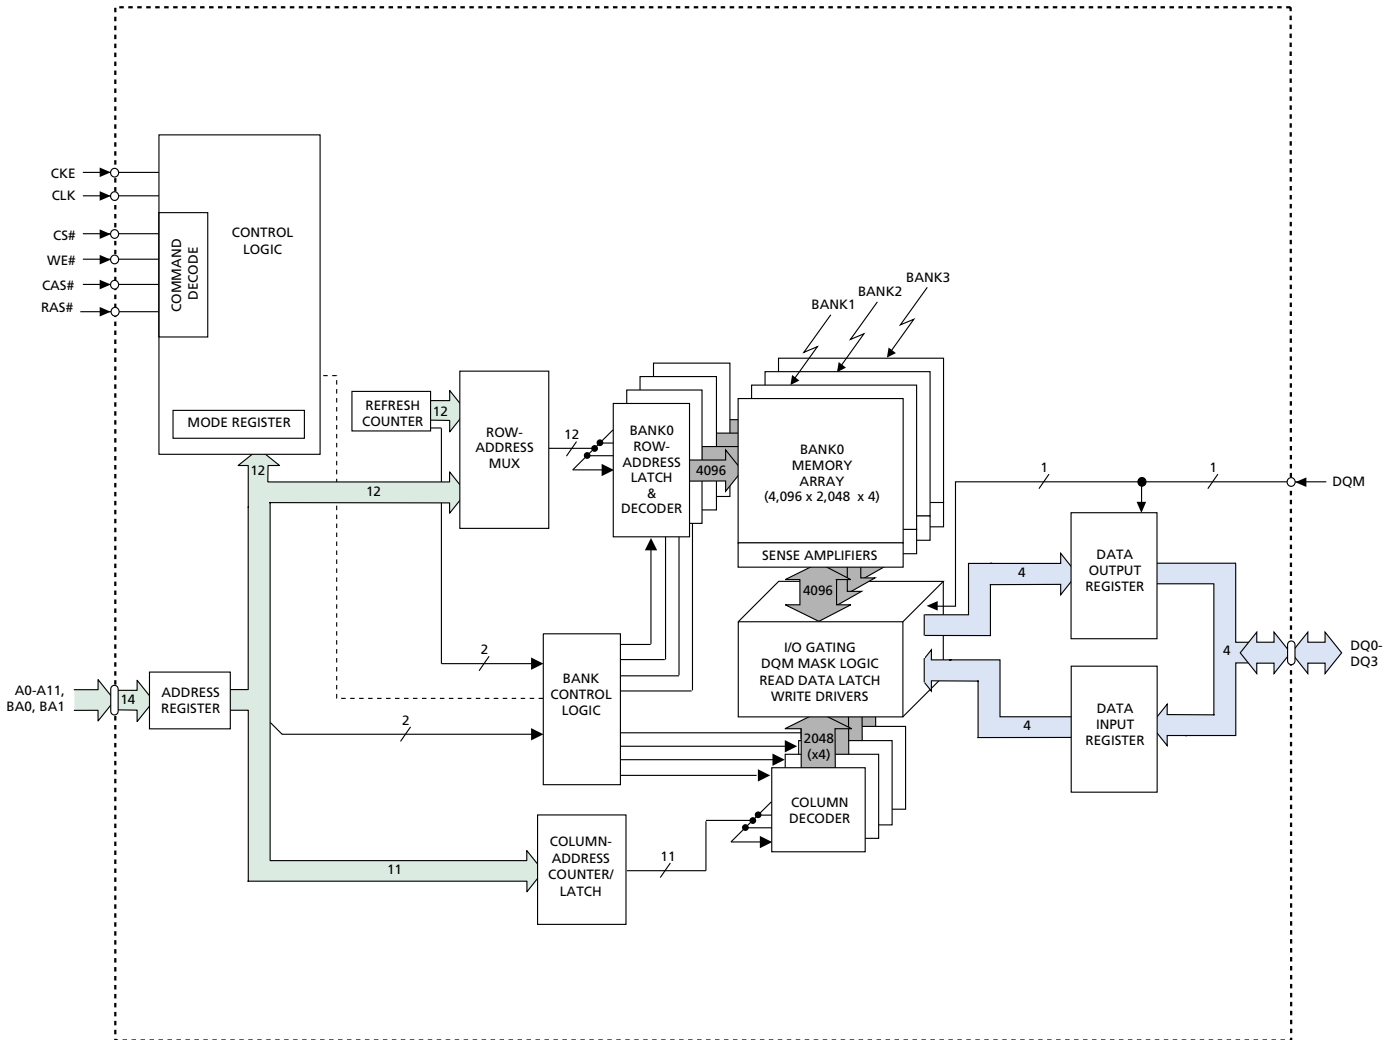 CKE
CLK
CS#
WE#
CAS#
RAS#
COMMAND
DECODE
CONTROL
LOGIC
MODE REGISTER
12
REFRESH
COUNTER
12
12
ROW-
ADDRESS
MUX
12
BANK0
ROW-
ADDRESS
LATCH
&
DECODER
4096
BANK1
BANK2
BANK3
BANK0
MEMORY
ARRAY
(4,096 x 2,048 x 4)
SENSE AMPLIFIERS
4096
I/O GATING
DQM MASK LOGIC
READ DATA LATCH
WRITE DRIVERS
2048
(x4)
COLUMN
DECODER
1
1
DQM
DATA
OUTPUT
REGISTER
4
4
DQ0-
DQ3
DATA
INPUT
REGISTER
4
A0-A11,
BA0, BA1
14
ADDRESS
REGISTER
2
2
BANK
CONTROL
LOGIC
11
COLUMN-
ADDRESS
COUNTER/
LATCH
11